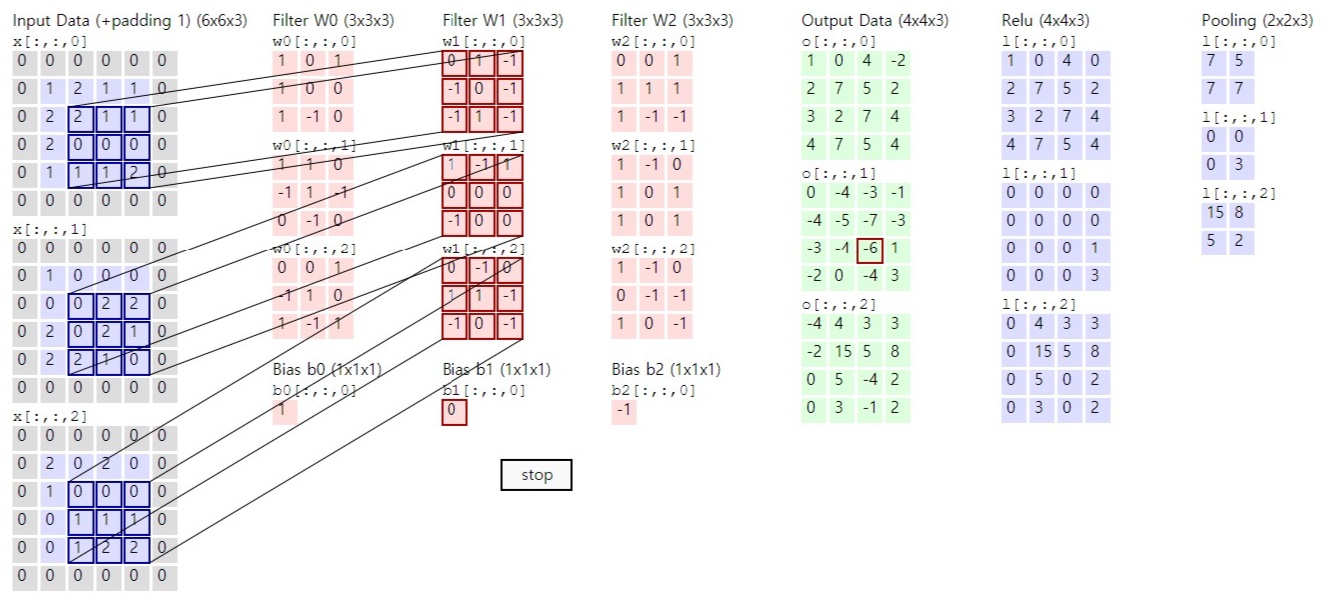 Input Data (+padding 1) (6x6x3)
x[:,:,0]
0 0 0 0 0 0
0 1 2 1 1 0
0 2 2 1 1 0
0 2 0 0 0 0
0 1 1 1 2 0
0 0 0 0 0 0
x[:,:,1]
0 0 0 0 0 0
0 1 0 0 0 0
0 0 0 2 2 0
0 2 0 2 1 0
0 2 2 1 0 0
0 0 0 0 0 0
x[:,:,2]
0 0 0 0 0 0
0 2 0 2 0 0
0 1 0 0 0 0
0 0 1 1 1 0
0 0 1 2 2 0
0 0 0 0 0 0
Filter W0 (3x3x3)
w0[:,:,0]
1 0 1
1 0 0
1 -1 0
w0[:,:,1]
1 1 0
-1 1 -1
0 -1 0
w0[:,:,2]
0 0 1
-1 1 0
1 -1 1
Bias b0 (1x1x1)
b0[:,:,0]
1
Filter W1 (3x3x3)
w1[:,:,0]
0 1 -1
-1 0 -1
-1 1 -1
w1[:,:,1]
1 -1 1
0 0 0
-1 0 0
w1[:,:,2]
0 -1 0
1 1 -1
-1 0 -1
Bias b1 (1x1x1)
b1[:,:,0]
0
Filter W2 (3x3x3)
w2[:,:,0]
0 0 1
1 1 1
1 -1 -1
w2[:,:,1]
1 -1 0
1 0 1
1 0 1
w2[:,:,2]
1 -1 0
0 -1 -1
1 0 -1
Bias b2 (1x1x1)
b2[:,:,0]
-1
stop
Output Data (4x4x3)
o[:,:,0]
1 0 4 -2
2 7 5 2
3 2 7 4
4 7 5 4
o[:,:,1]
0 -4 -3 -1
-4 -5 -7 -3
-3 -4 -6 1
-2 0 -4 3
o[:,:,2]
-4 4 3 3
-2 15 5 8
0 5 -4 2
0 3 -1 2
Relu (4x4x3)
l[:,:,0]
1 0 4 0
2 7 5 2
3 2 7 4
4 7 5 4
l[:,:,1]
0 0 0 0
0 0 0 0
0 0 0 1
0 0 0 3
l[:,:,2]
0 4 3 3
0 15 5 8
0 5 0 2
0 3 0 2
Pooling (2x2x3)
l[:,:,0]
7 5
7 7
l[:,:,1]
0 0
0 3
l[:,:,2]
15 8
5 2